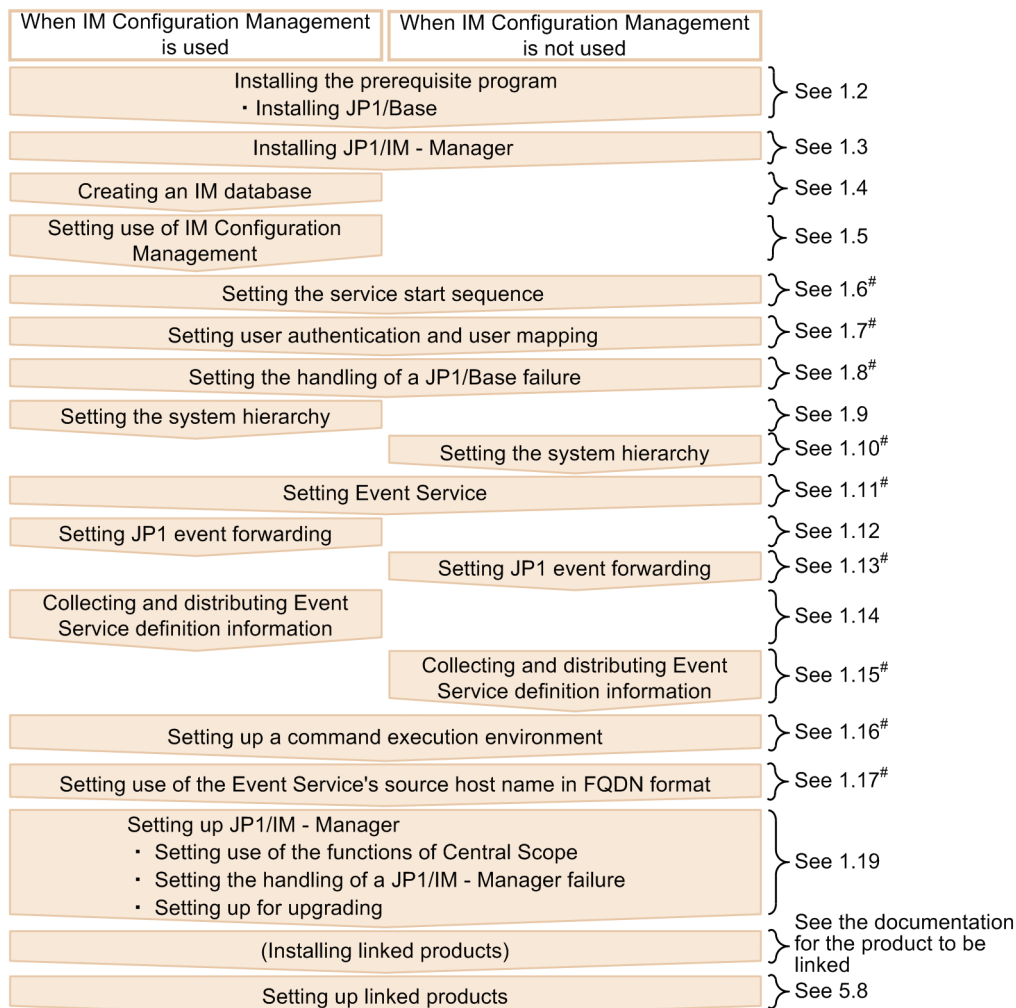 When IM Configuration Management
is used
When IM Configuration Management
is not used
Installing the prerequisite program
・Installing JP1/Base
See 1.2
Installing JP1/IM - Manager
See 1.3
Creating an IM database
See 1.4
Setting use of IM Configuration
Management
See 1.5
Setting the service start sequence
See 1.6#
Setting user authentication and user mapping
See 1.7#
Setting the handling of a JP1/Base failure
See 1.8#
Setting the system hierarchy
See 1.9
Setting the system hierarchy
See 1.10#
Setting Event Service
See 1.11#
Setting JP1 event forwarding
See 1.12
Setting JP1 event forwarding
See 1.13#
Collecting and distributing Event
Service definition information
See 1.14
Collecting and distributing Event
Service definition information
See 1.15#
Setting up a command execution environment
See 1.16#
Setting use of the Event Service's source host name in FQDN format
See 1.17#
Setting up JP1/IM - Manager
・ Setting use of the functions of Central Scope
・ Setting the handling of a JP1/IM - Manager failure
・ Setting up for upgrading
See 1.19
(Installing linked products)
See the documentation
for the product to be
linked
Setting up linked products
See 5.8